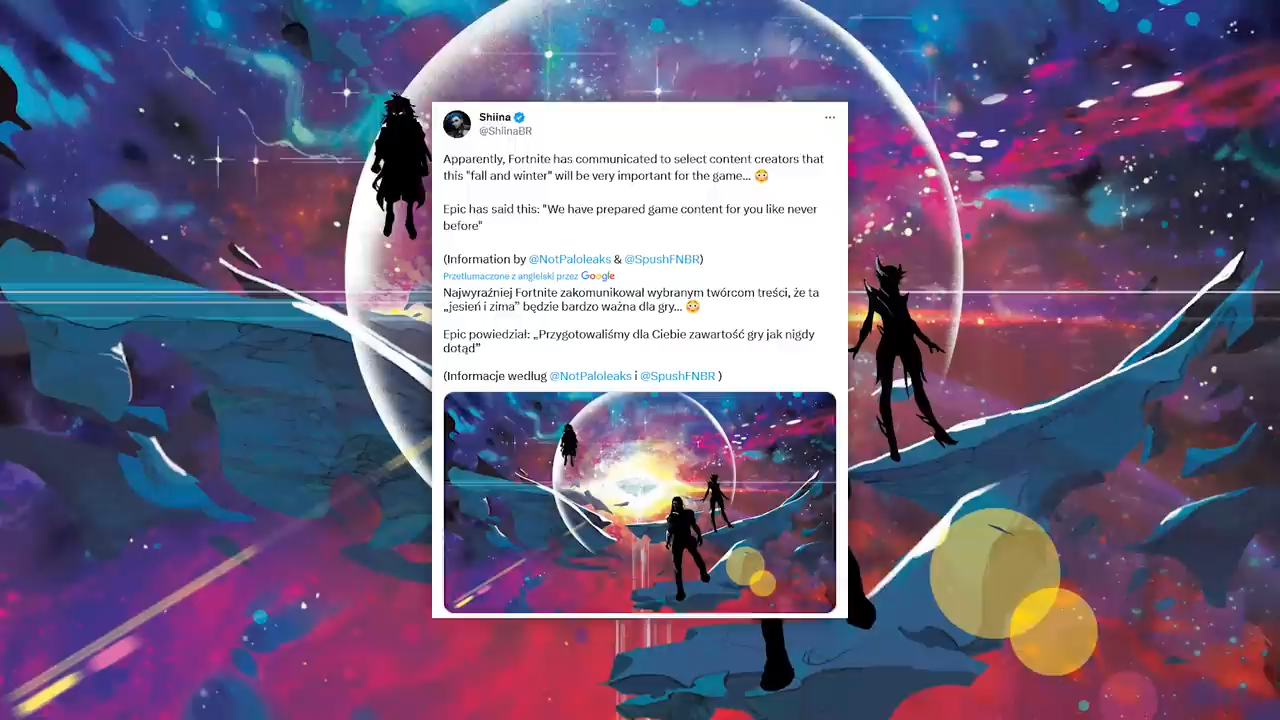 Shiina
@ShiinaBR
Apparently, Fortnite has communicated to select content creators that
this "fall and winter" will be very important for the game... 😳
Epic has said this: "We have prepared game content for you like never
before"
(Information by @NotPaloleaks & @SpushFNBR)
Przetłumaczone z angielski przez Google
Najwyraźniej Fortnite zakomunikował wybranym twórcom treści, że ta
„jesień i zima” będzie bardzo ważna dla gry... 😳
Epic powiedział: „Przygotowaliśmy dla Ciebie zawartość gry jak nigdy
dotąd”
(Informacje według @NotPaloleaks i @SpushFNBR )